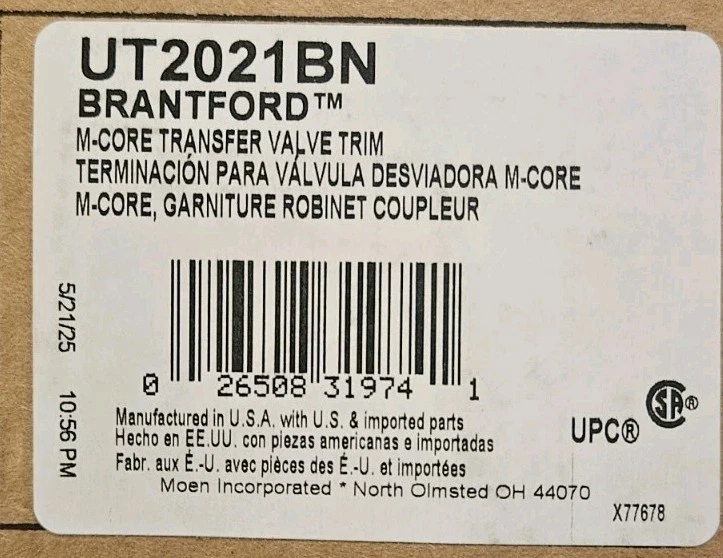 UT2021BN
BRANTFORD™
M-CORE TRANSFER VALVE TRIM
TERMINACIÓN PARA VÁLVULA DESVIADORA M-CORE
M-CORE, GARNITURE ROBINET COUPLEUR
5/21/25 10:56 PM
0 26508 31974 1
Manufactured in U.S.A. with U.S. & imported parts
Hecho en EE.UU. con piezas americanas e importadas
Fabr. aux É.-U. avec pièces des É.-U. et importées
Moen Incorporated * North Olmsted OH 44070
UPC®
SA®
X77678